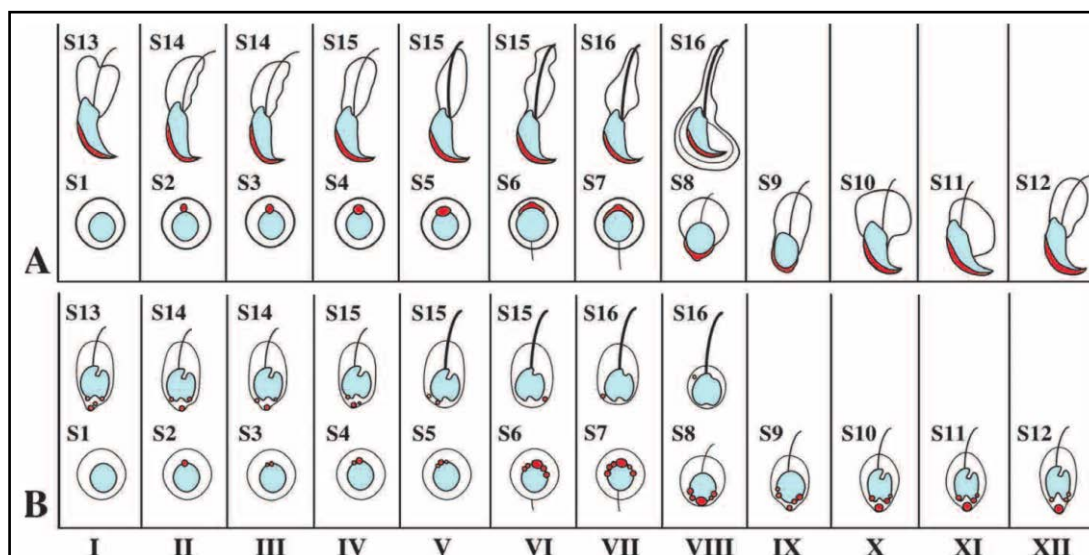 S13 S14 S14 S15 S15 S15 S16 S16
S1 S2 S3 S4 S5 S6 S7 S8 S9 S10 S11 S12
A
S13 S14 S14 S15 S15 S15 S16 S16
S1 S2 S3 S4 S5 S6 S7 S8 S9 S10 S11 S12
B
I II III IV V VI VII VIII IX X XI XII